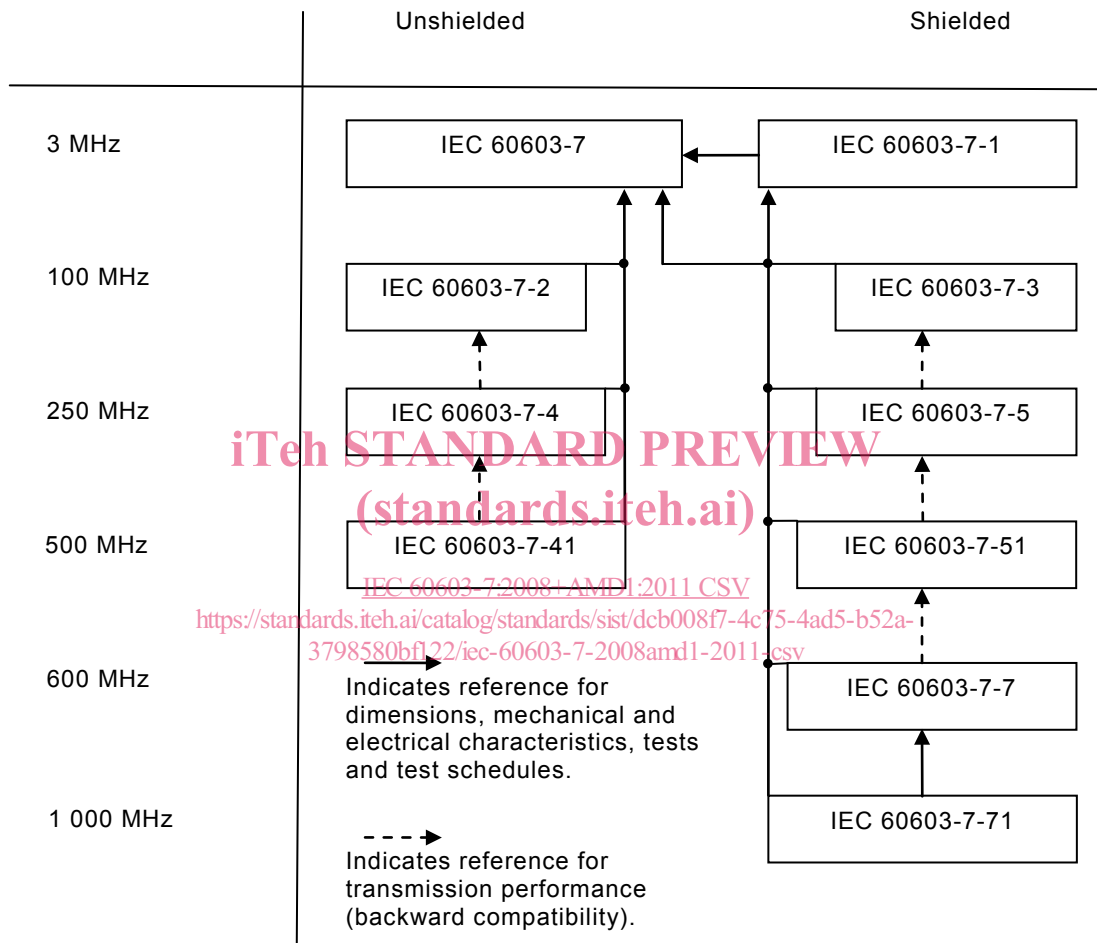 Unshielded Shielded
3 MHz IEC 60603-7 IEC 60603-7-1
100 MHz IEC 60603-7-2 IEC 60603-7-3
250 MHz IEC 60603-7-4 IEC 60603-7-5
iTeh STANDARD PREVIEW
(standards.iteh.ai)
500 MHz IEC 60603-7-41 IEC 60603-7-51
IEC 60603-7:2008+AMD1:2011 CSV
https://standards.iteh.ai/catalog/standards/sist/dcb008f7-4c75-4ad5-b52a-
3798580bf122/iec-60603-7-2008amd1-2011-csv
600 MHz IEC 60603-7-7
Indicates reference for
dimensions, mechanical and
electrical characteristics, tests
and test schedules.
1 000 MHz IEC 60603-7-71
Indicates reference for
transmission performance
(backward compatibility).